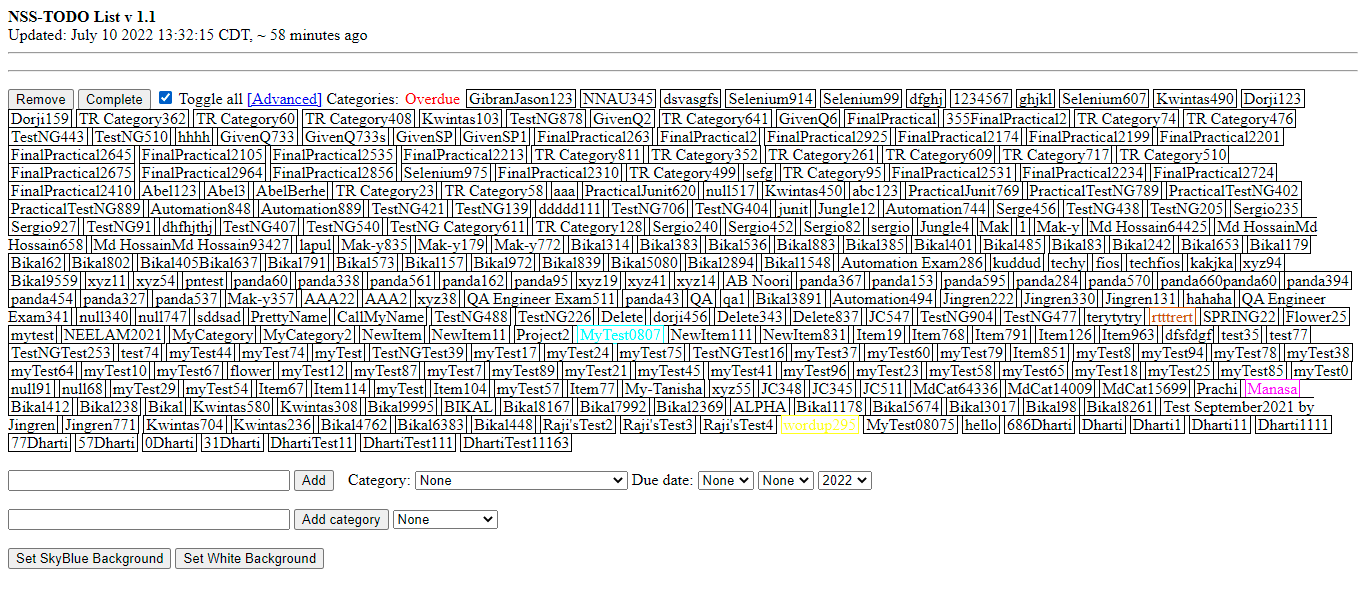 NSS-TODO List v 1.1
Updated: July 10 2022 13:32:15 CDT, ~ 58 minutes ago
Remove Complete Toggle all [Advanced] Categories: Overdue GibranJason123 NNAU345 dsvasgfs Selenium914 Selenium99 dfghj 1234567 ghjkl Selenium607 Kwintas490 Dorji123
Dorji159 TR Category362 TR Category60 TR Category408 Kwintas103 TestNG878 GivenQ2 TR Category641 GivenQ6 FinalPractical 355FinalPractical2 TR Category74 TR Category476
TestNG443 TestNG510 hhhh GivenQ733 GivenQ733s GivenSP GivenSP1 FinalPractical263 FinalPractical2 FinalPractical2925 FinalPractical2174 FinalPractical2199 FinalPractical2201
FinalPractical2645 FinalPractical2105 FinalPractical2535 FinalPractical2213 TR Category811 TR Category352 TR Category261 TR Category609 TR Category717 TR Category510
FinalPractical2675 FinalPractical2964 FinalPractical2856 Selenium975 FinalPractical2310 TR Category499 sefg TR Category95 FinalPractical2531 FinalPractical2234 FinalPractical2724
FinalPractical2410 Abel123 Abel3 AbelBerhe TR Category23 TR Category58 aaa PracticalJunit620 null517 Kwintas450 abc123 PracticalJunit769 PracticalTestNG789 PracticalTestNG402
PracticalTestNG889 Automation848 Automation889 TestNG421 TestNG139 ddddd111 TestNG706 TestNG404 junit Jungle12 Automation744 Serge456 TestNG438 TestNG205 Sergio235
Sergio927 TestNG91 dhfhjthj TestNG407 TestNG540 TestNG Category611 TR Category128 Sergio240 Sergio452 Sergio82 sergio Jungle4 Mak 1 Mak-y Md Hossain64425 Md HossainMd
Hossain658 Md HossainMd Hossain93427 lapul Mak-y835 Mak-y179 Mak-y772 Bikal314 Bikal383 Bikal536 Bikal883 Bikal385 Bikal401 Bikal485 Bikal83 Bikal242 Bikal653 Bikal179
Bikal62 Bikal802 Bikal405Bikal637 Bikal791 Bikal573 Bikal157 Bikal972 Bikal839 Bikal5080 Bikal2894 Bikal1548 Automation Exam286 kuddud techy fios techfios kakjka xyz94
Bikal9559 xyz11 xyz54 pntest panda60 panda338 panda561 panda162 panda95 xyz19 xyz41 xyz14 AB Noori panda367 panda153 panda595 panda284 panda570 panda660panda60 panda394
panda454 panda327 panda537 Mak-y357 AAA22 AAA2 xyz38 QA Engineer Exam511 panda43 QA qa1 Bikal3891 Automation494 Jingren222 Jingren330 Jingren131 hahaha QA Engineer
Exam341 null340 null747 sddsad PrettyName CallMyName TestNG488 TestNG226 Delete dorji456 Delete343 Delete837 JC547 TestNG904 TestNG477 terytytry rtttrert SPRING22 Flower25
mytest NEELAM2021 MyCategory MyCategory2 NewItem NewItem11 Project2 MyTest0807 NewItem111 NewItem831 Item19 Item768 Item791 Item126 Item963 dfsfdgf test35 test77
TestNGTest253 test74 myTest44 myTest74 myTest TestNGTest39 myTest17 myTest24 myTest75 TestNGTest16 myTest37 myTest60 myTest79 Item851 myTest8 myTest94 myTest78 myTest38
myTest64 myTest10 myTest67 flower myTest12 myTest87 myTest7 myTest89 myTest21 myTest45 myTest41 myTest96 myTest23 myTest58 myTest65 myTest18 myTest25 myTest85 myTest0
null91 null68 myTest29 myTest54 Item67 Item114 myTest Item104 myTest57 Item77 My-Tanisha xyz55 JC348 JC345 JC511 MdCat64336 MdCat14009 MdCat15699 Prachi Manasa
Bikal412 Bikal238 Bikal Kwintas580 Kwintas308 Bikal9995 BIKAL Bikal8167 Bikal7992 Bikal2369 ALPHA Bikal1178 Bikal5674 Bikal3017 Bikal98 Bikal8261 Test September2021 by
Jingren Jingren771 Kwintas704 Kwintas236 Bikal4762 Bikal6383 Bikal448 Raji'sTest2 Raji'sTest3 Raji'sTest4 wordup295 MyTest08075 hello 686Dharti Dharti Dharti1 Dharti11 Dharti1111
77Dharti 57Dharti 0Dharti 31Dharti DhartiTest11 DhartiTest111 DhartiTest11163
Add Category: None Due date: None None 2022
Add category None
Set SkyBlue Background Set White Background